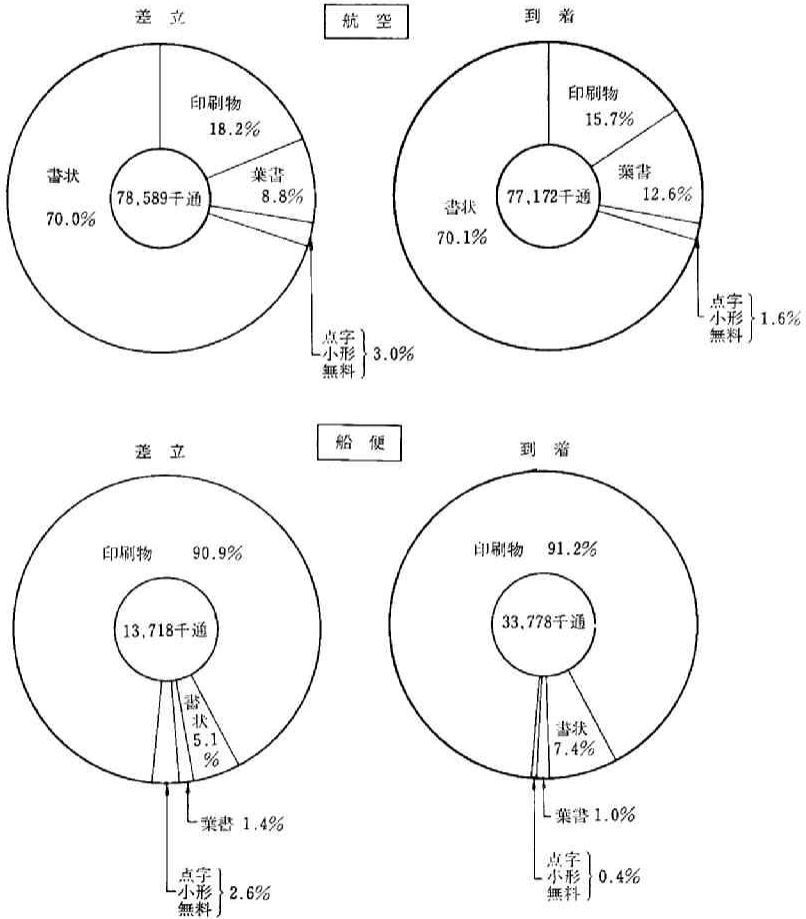 航空
差立
印刷物
18.2%
葉書
8.8%
書状
70.0%
78,589千通
点字
小形
無料
3.0%
到着
印刷物
15.7%
葉書
12.6%
書状
70.1%
77,172千通
点字
小形
無料
1.6%
船便
差立
印刷物 90.9%
13,718千通
書
状
5.1
%
葉書 1.4%
点字
小形
無料
2.6%
到着
印刷物 91.2%
33,778千通
書状
7.4%
葉書 1.0%
点字
小形
無料
0.4%